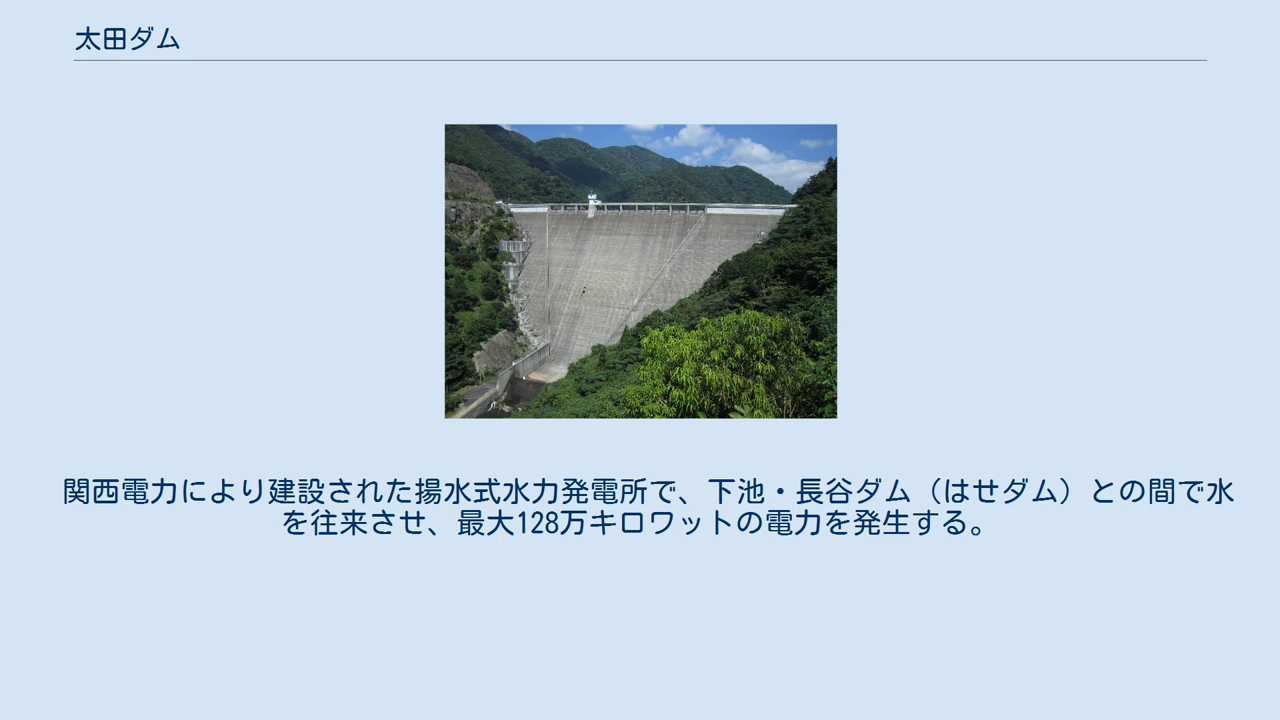 太田ダム
関西電力により建設された揚水式水力発電所で、下池・長谷ダム（はせダム）との間で水
を往来させ、最大128万キロワットの電力を発生する。